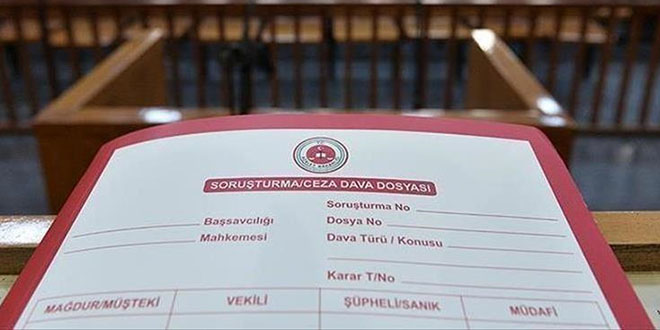 SORUŞTURMA/CEZA DAVA DOSYASI
Soruşturma No
Başsavcılığı
Dosya No
Mahkemesi
Dava Türü / Konusu
Karar T/No
MAĞDUR/MÜŞTEKİ VEKİLİ ŞÜPHELİ/SANIK MÜDAFİ